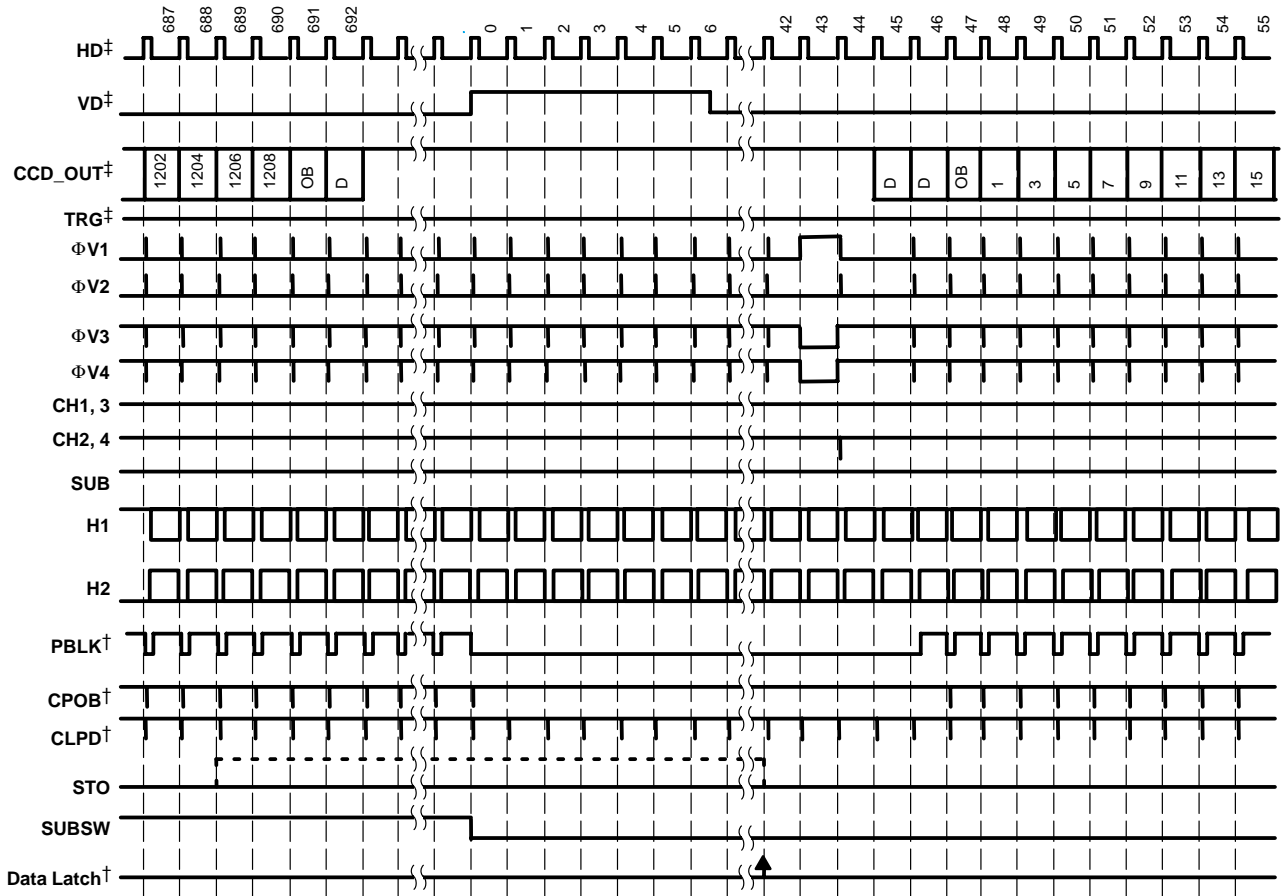 687 688 689 690 691 692 0 1 2 3 4 5 6 42 43 44 45 46 47 48 49 50 51 52 53 54 55
HD‡
VD‡
CCD_OUT‡ 1202 1204 1206 1208 OB D D D OB 1 3 5 7 9 11 13 15
TRG‡
ΦV1
ΦV2
ΦV3
ΦV4
CH1, 3
CH2, 4
SUB
H1
H2
PBLK†
CPOB†
CLPD†
STO
SUBSW
Data Latch†